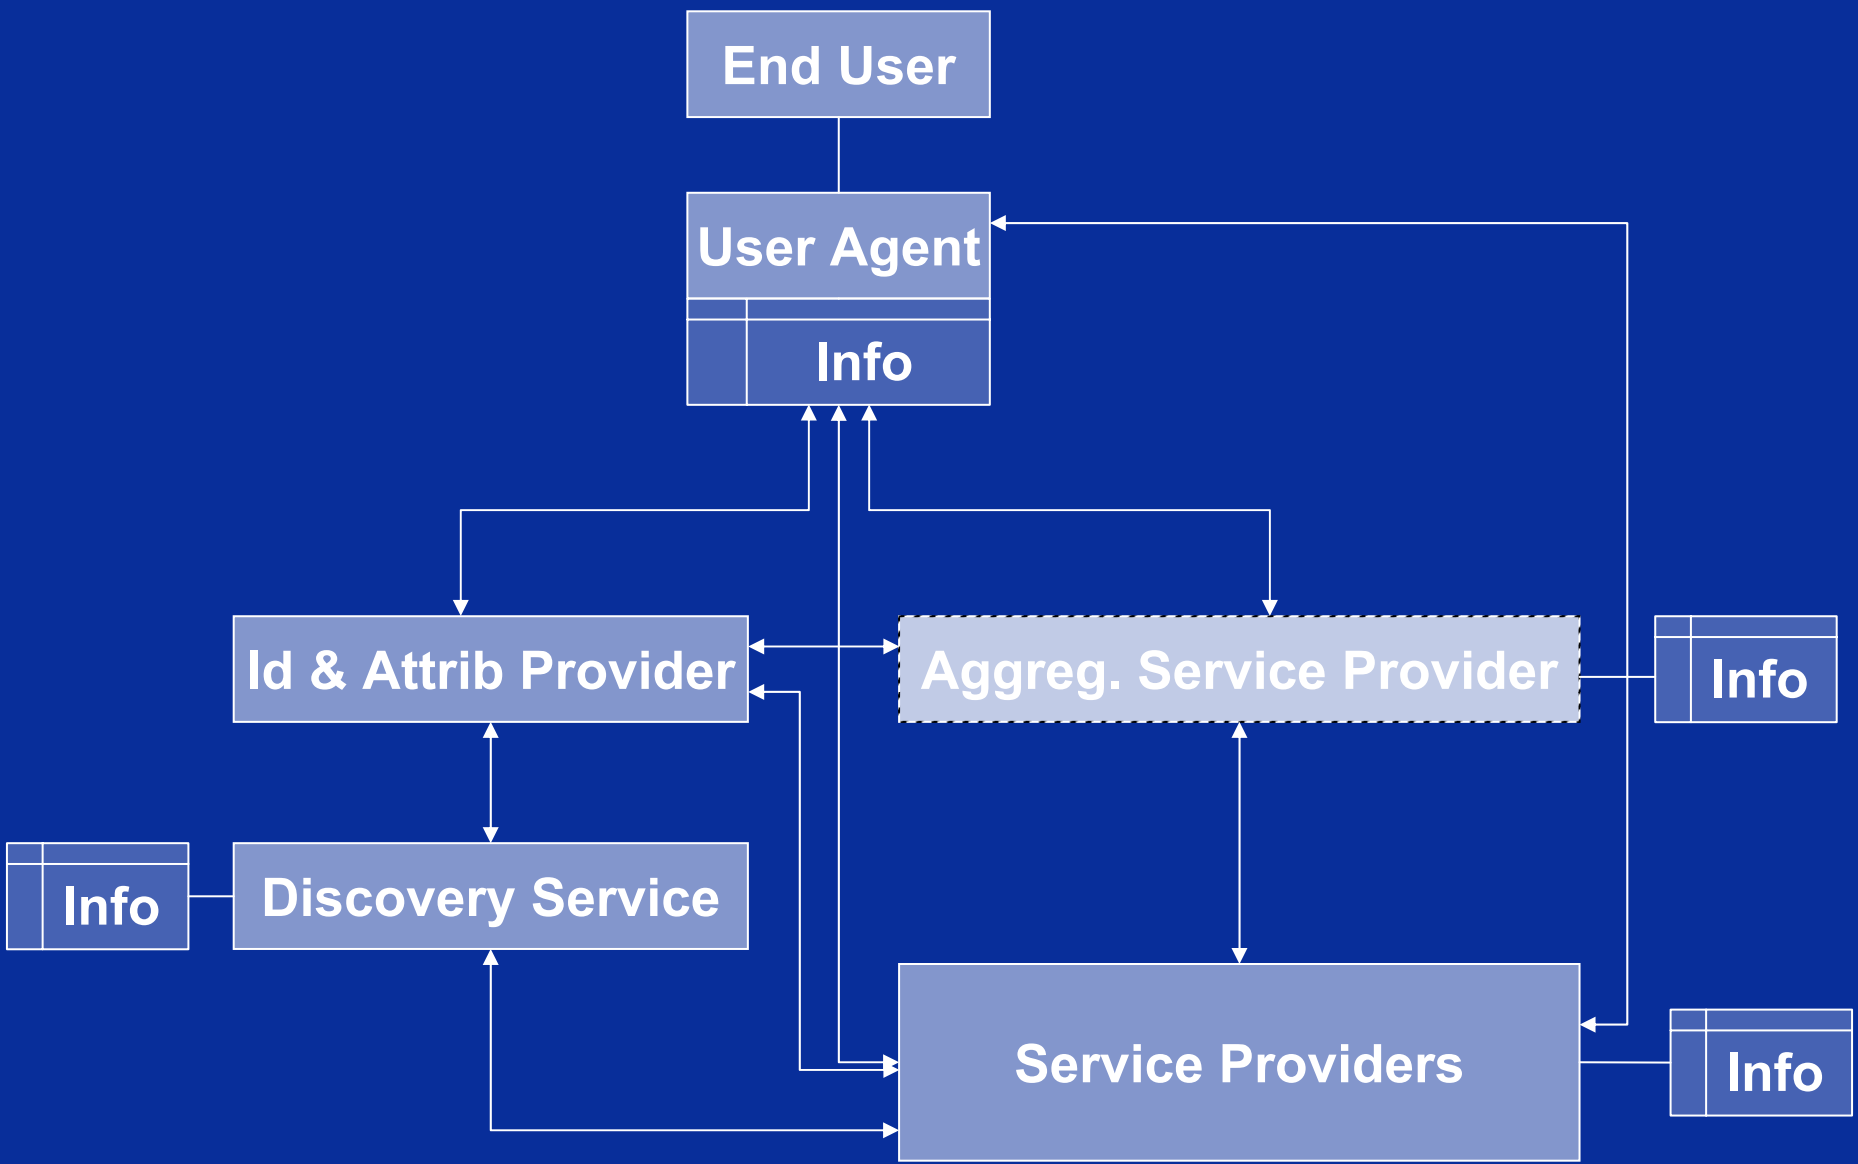 End User
User Agent
Info
Id & Attrib Provider
Aggreg. Service Provider
Info
Info
Discovery Service
Service Providers
Info